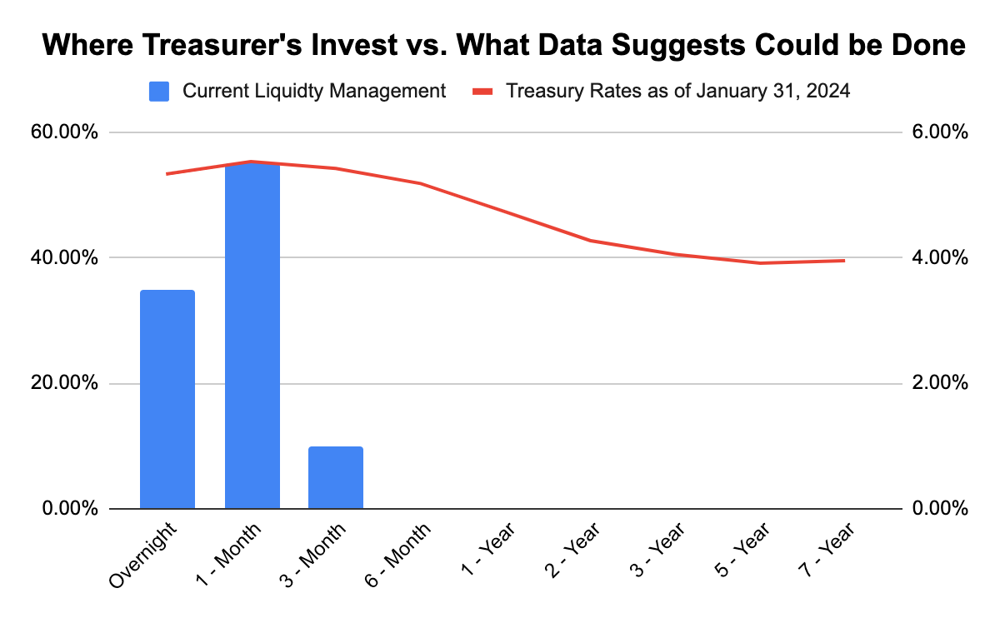 Where Treasurer's Invest vs. What Data Suggests Could be Done
Current Liquidty Management
Treasury Rates as of January 31, 2024
60.00%
6.00%
40.00%
4.00%
20.00%
2.00%
0.00%
0.00%
Overnight
1 - Month
3 - Month
6 - Month
1 - Year
2 - Year
3 - Year
5 - Year
7 - Year